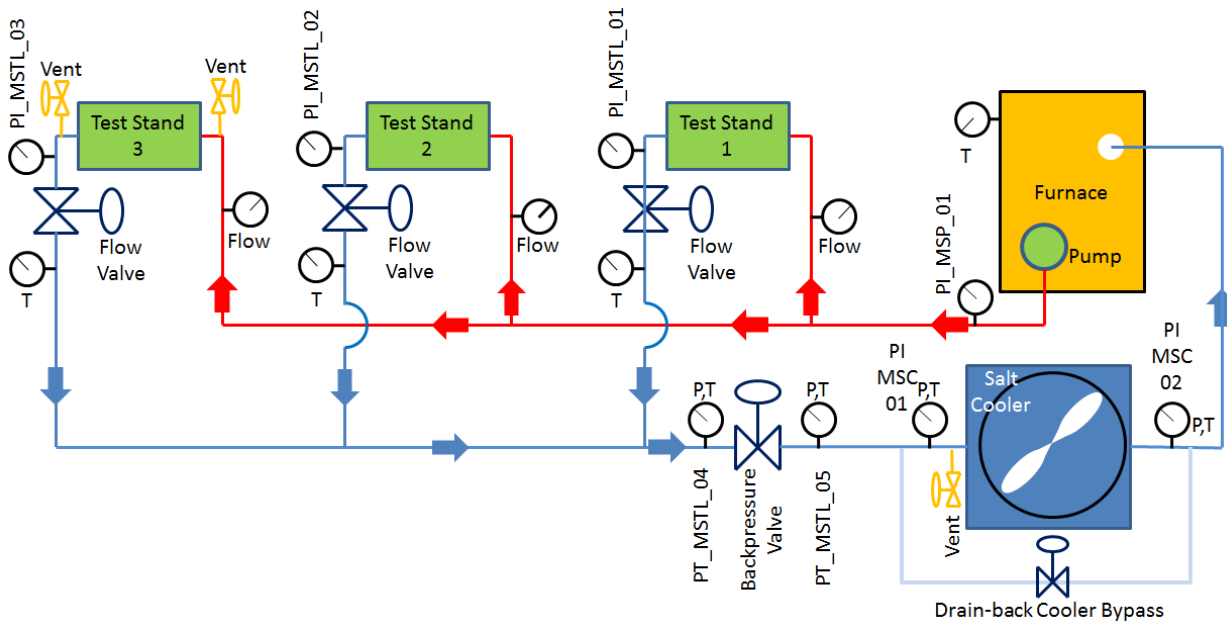 PI_MSTL_03
Vent
Vent
PI_MSTL_02
PI_MSTL_01
Test Stand
3
Test Stand
2
Test Stand
1
T
Furnace
Pump
PI_MSP_01
Flow
Flow
Valve
Flow
Flow
Valve
Flow
Flow
Valve
T
T
T
PI
MSC
01
PI
MSC
02
Salt
Cooler
P,T
P,T
P,T
P,T
PT_MSTL_04
Backpressure
Valve
PT_MSTL_05
Vent
Drain-back Cooler Bypass